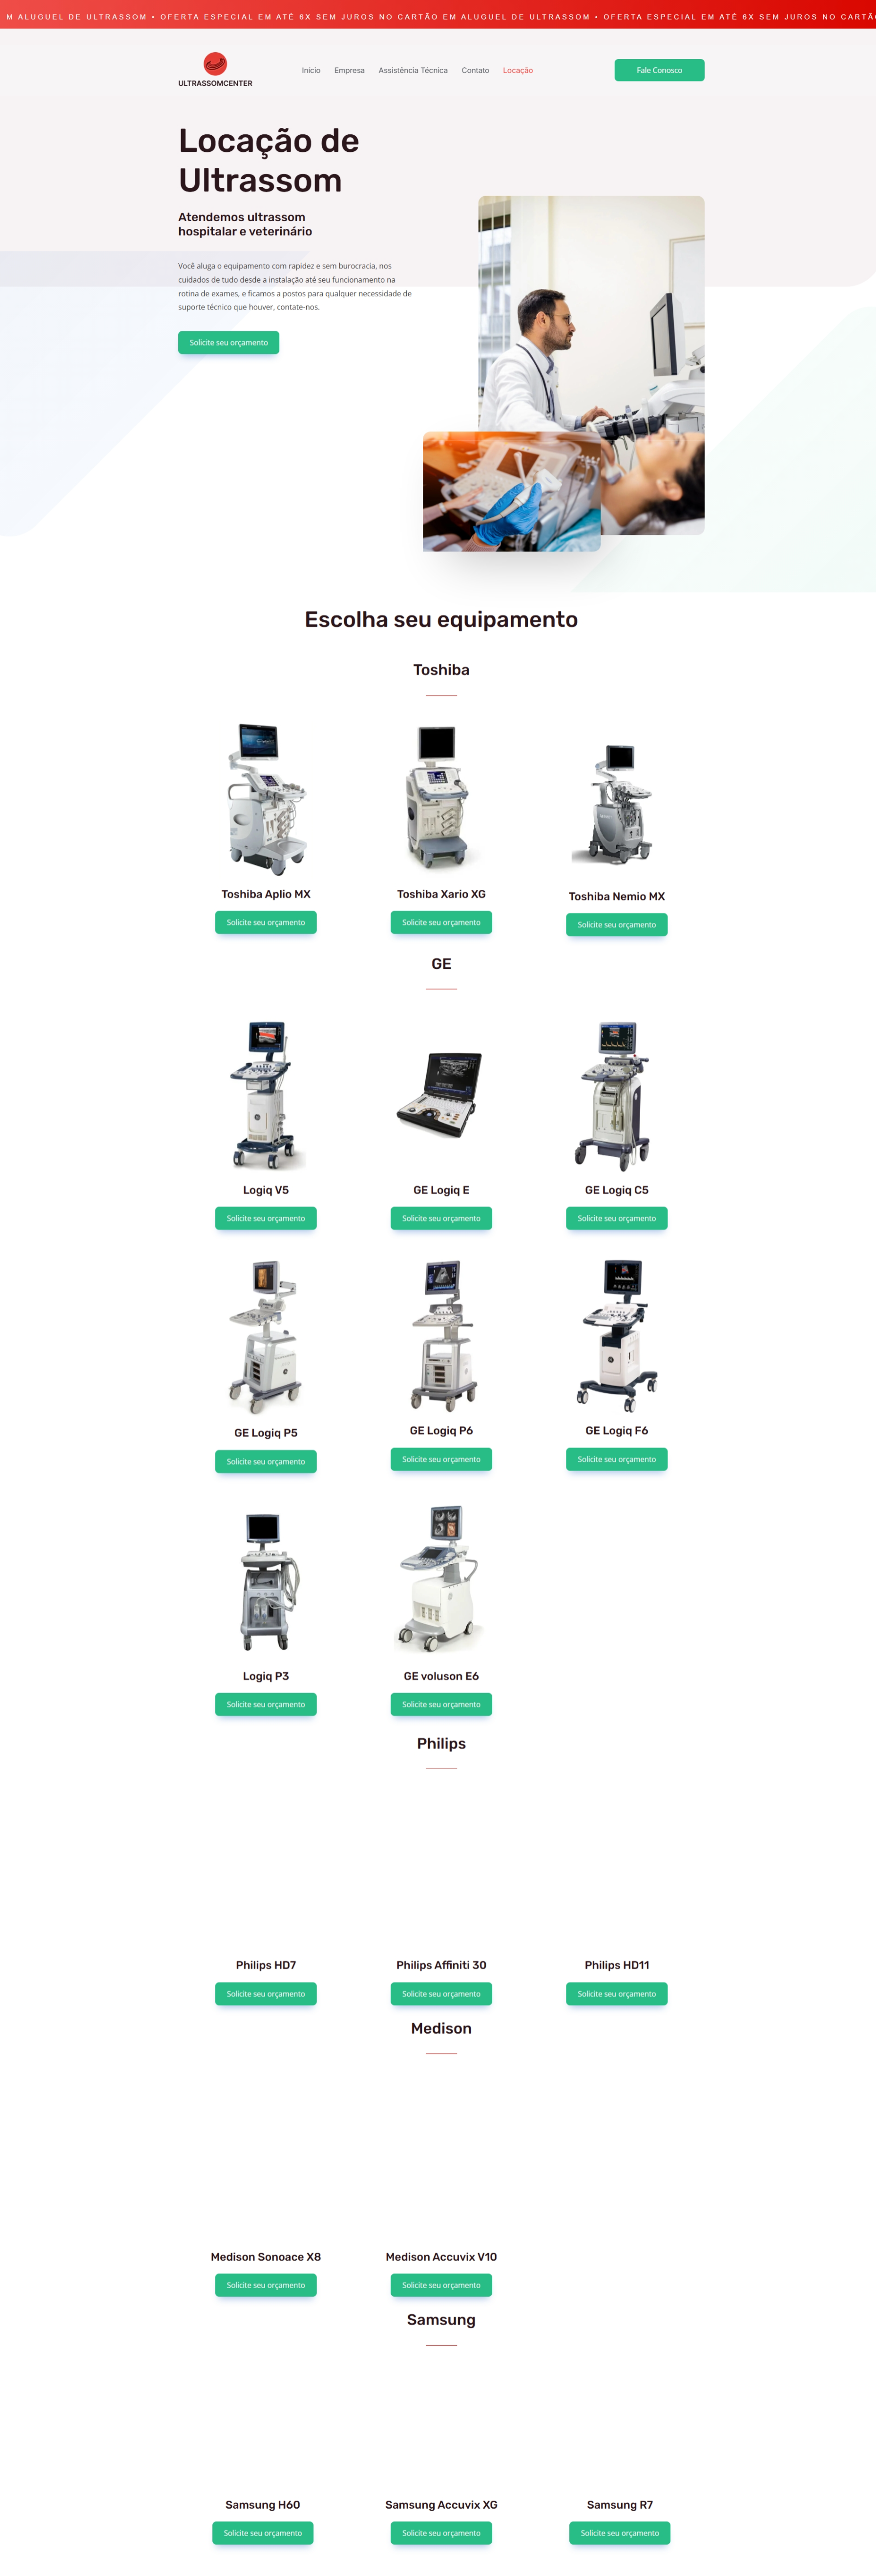 M ALUGUEL DE ULTRASSOM • OFERTA ESPECIAL EM ATÉ 6X SEM JUROS NO CARTÃO EM ALUGUEL DE ULTRASSOM • OFERTA ESPECIAL EM ATÉ 6X SEM JUROS NO CARTÃ
ULTRASSOMCENTER
Início Empresa Assistência Técnica Contato Locação
Fale Conosco
Locação de
Ultrassom
Atendemos ultrassom
hospitalar e veterinário
Você aluga o equipamento com rapidez e sem burocracia, nos
cuidados de tudo desde a instalação até seu funcionamento na
rotina de exames, e ficamos a postos para qualquer necessidade de
suporte técnico que houver, contate-nos.
Solicite seu orçamento
Escolha seu equipamento
Toshiba
Toshiba Aplio MX
Toshiba Xario XG
Toshiba Nemio MX
Solicite seu orçamento
Solicite seu orçamento
Solicite seu orçamento
GE
Logiq V5
GE Logiq E
GE Logiq C5
Solicite seu orçamento
Solicite seu orçamento
Solicite seu orçamento
GE Logiq P5
GE Logiq P6
GE Logiq F6
Solicite seu orçamento
Solicite seu orçamento
Solicite seu orçamento
Logiq P3
GE voluson E6
Solicite seu orçamento
Solicite seu orçamento
Philips
Philips HD7
Philips Affiniti 30
Philips HD11
Solicite seu orçamento
Solicite seu orçamento
Solicite seu orçamento
Medison
Medison Sonoace X8
Medison Accuvix V10
Solicite seu orçamento
Solicite seu orçamento
Samsung
Samsung H60
Samsung Accuvix XG
Samsung R7
Solicite seu orçamento
Solicite seu orçamento
Solicite seu orçamento